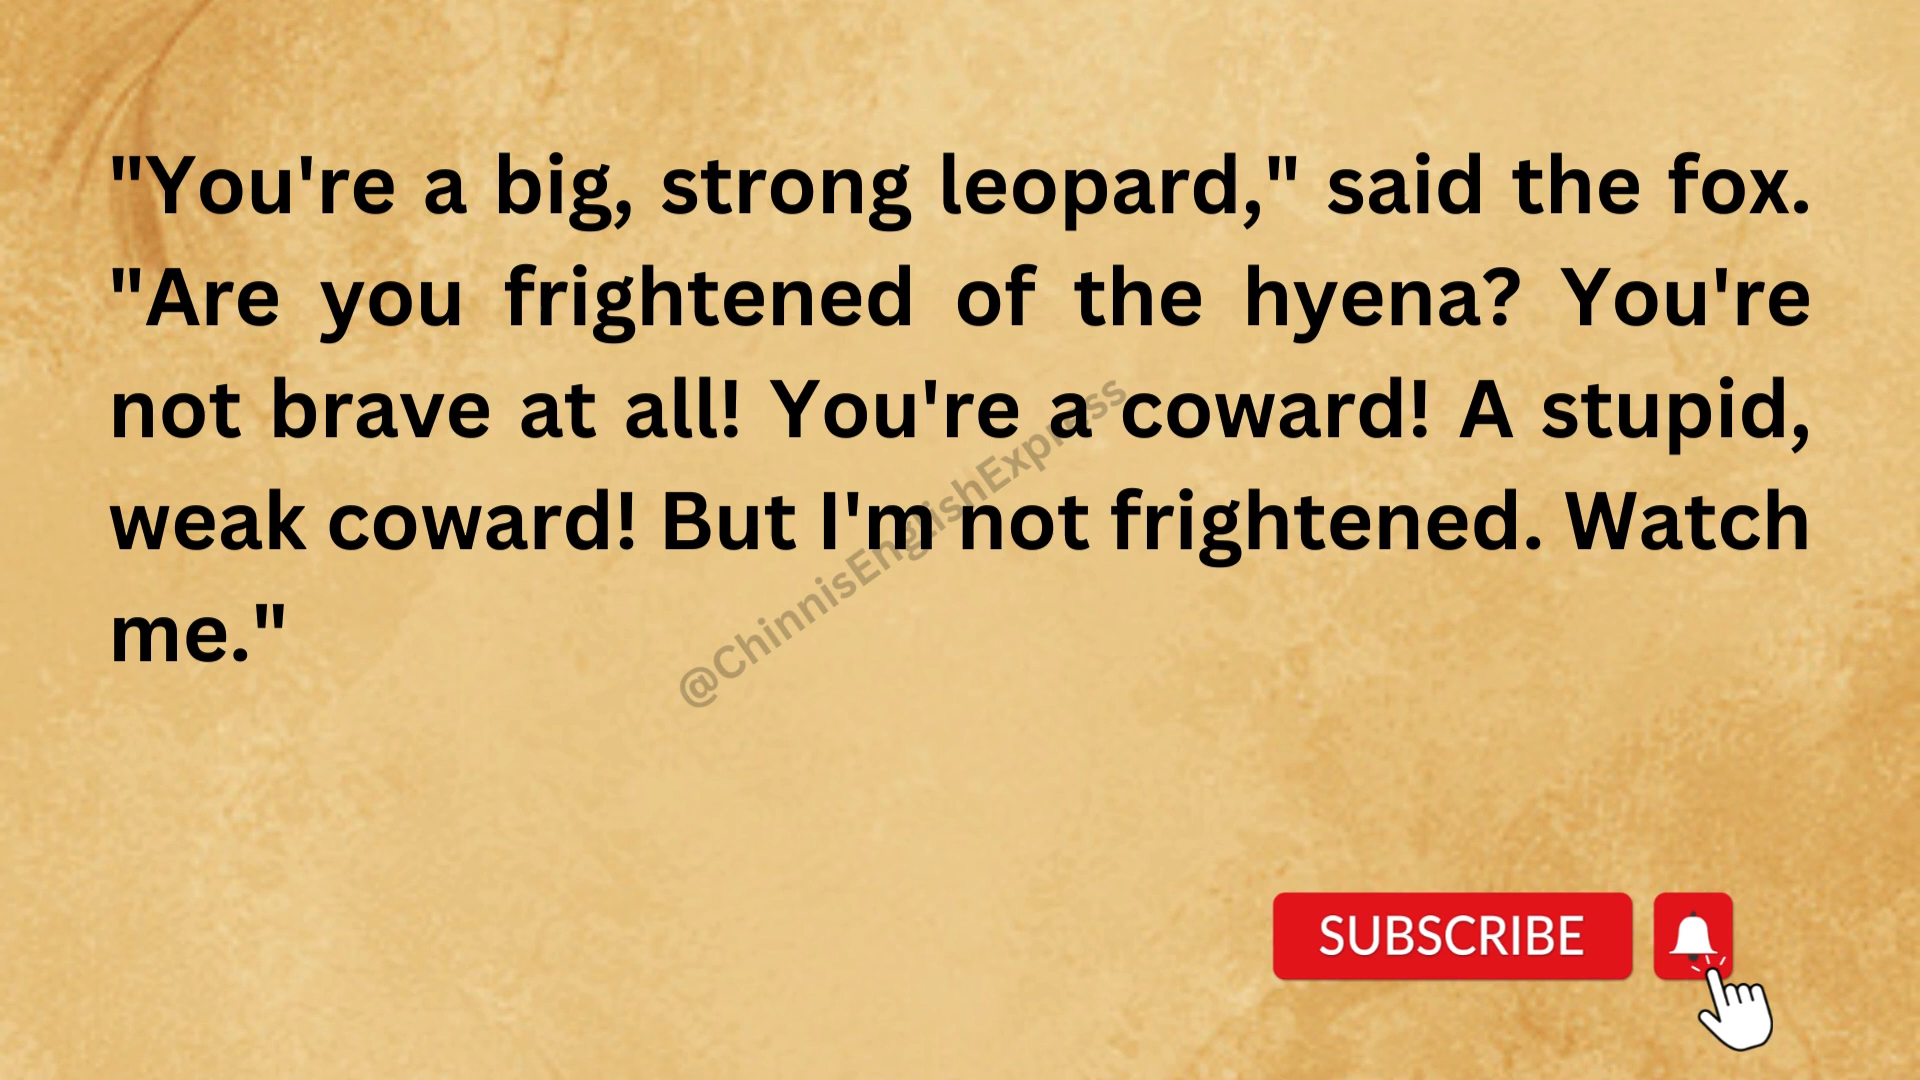 "You're a big, strong leopard," said the fox.
"Are you frightened of the hyena? You're
not brave at all! You're a coward! A stupid,
weak coward! But I'm not frightened. Watch
me."
@ChinnisEnglishExpress
SUBSCRIBE